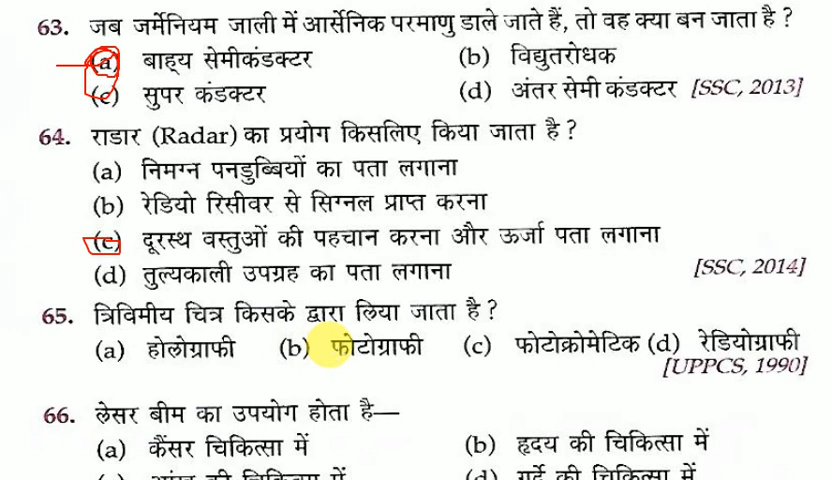 63. जब जर्मेनियम जाली में आर्सेनिक परमाणु डाले जाते हैं, तो वह क्या बन जाता है ?
(a) बाह्य सेमीकंडक्टर (b) विद्युतरोधक
(c) सुपर कंडक्टर (d) अंतर सेमी कंडक्टर [SSC, 2013]
64. राडार (Radar) का प्रयोग किसलिए किया जाता है ?
(a) निमग्न पनडुब्बियों का पता लगाना
(b) रेडियो रिसीवर से सिग्नल प्राप्त करना
(c) दूरस्थ वस्तुओं की पहचान करना और ऊर्जा पता लगाना
(d) तुल्यकाली उपग्रह का पता लगाना [SSC, 2014]
65. त्रिविमीय चित्र किसके द्वारा लिया जाता है ?
(a) होलोग्राफी (b) फोटोग्राफी (c) फोटोक्रोमेटिक (d) रेडियोग्राफी
[UPPCS, 1990]
66. लेसर बीम का उपयोग होता है—
(a) कैंसर चिकित्सा में (b) हृदय की चिकित्सा में
(d) गुर्दे की चिकित्सा में